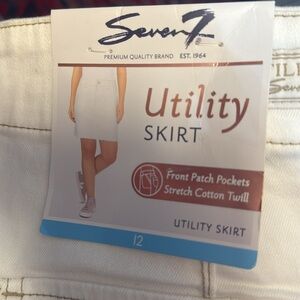 Seven7
PREMIUM QUALITY BRAND EST. 1964
Utility
SKIRT
Front Patch Pockets
Stretch Cotton Twill
UTILITY SKIRT
12